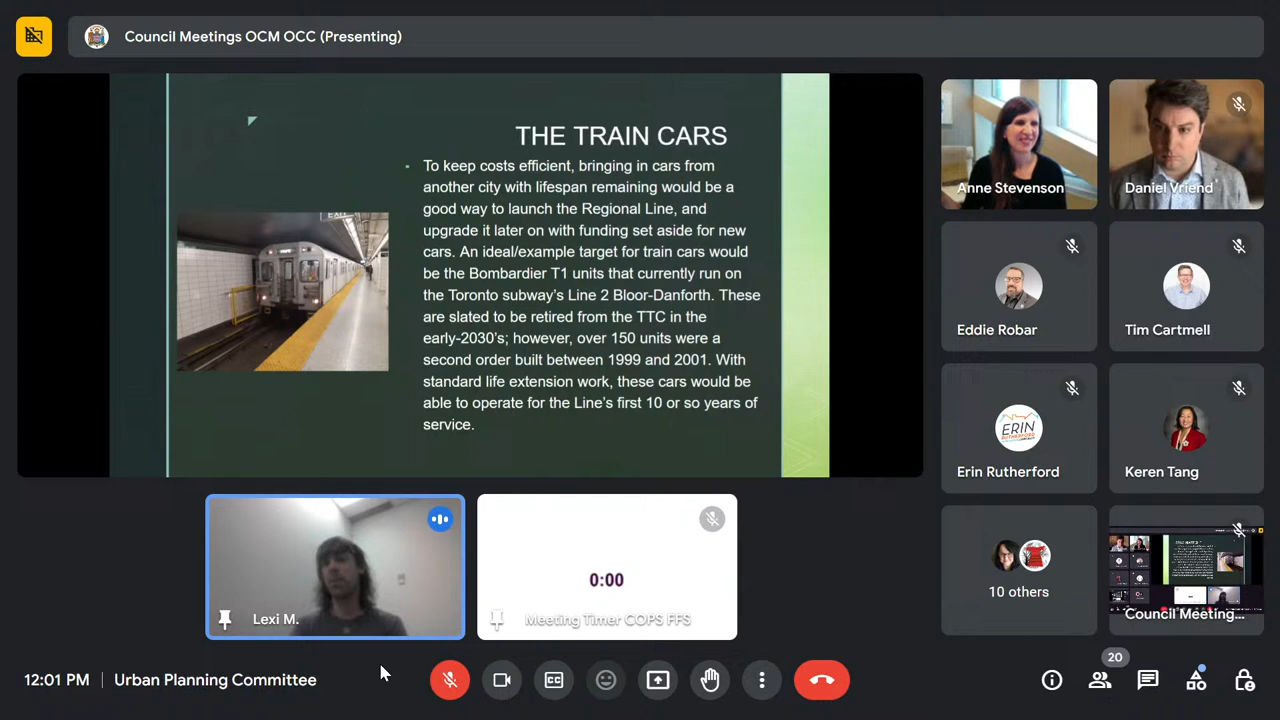 Council Meetings OCM OCC (Presenting)
THE TRAIN CARS
To keep costs efficient, bringing in cars from
another city with lifespan remaining would be a
good way to launch the Regional Line, and
upgrade it later on with funding set aside for new
cars. An ideal/example target for train cars would
be the Bombardier T1 units that currently run on
the Toronto subway's Line 2 Bloor-Danforth. These
are slated to be retired from the TTC in the
early-2030's; however, over 150 units were a
second order built between 1999 and 2001. With
standard life extension work, these cars would be
able to operate for the Line's first 10 or so years of
service.
EXIT
Anne Stevenson
Daniel Vriend
Eddie Robar
Tim Cartmell
ERIN
RUTHERFORD
Erin Rutherford
Keren Tang
10 others
Council Meeting...
Lexi M.
0:00
Meeting Timer COPS FFS
12:01 PM | Urban Planning Committee
20